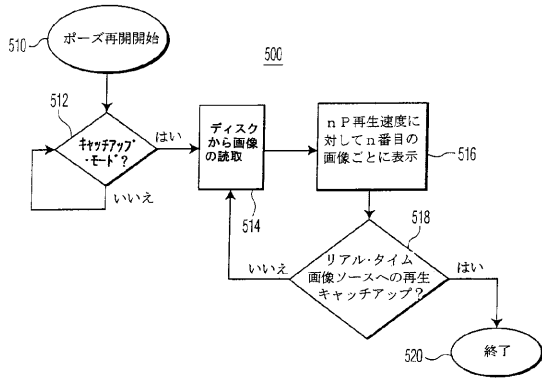 510
ポーズ再開開始
500
512
キャッチアップ・
モード?
はい
いいえ
ディスク
から画像
の読取
514
nP再生速度に
対してn番目の
画像ごとに表示
516
518
リアル・タイム
画像ソースへの再生
キャッチアップ?
いいえ
はい
520
終了